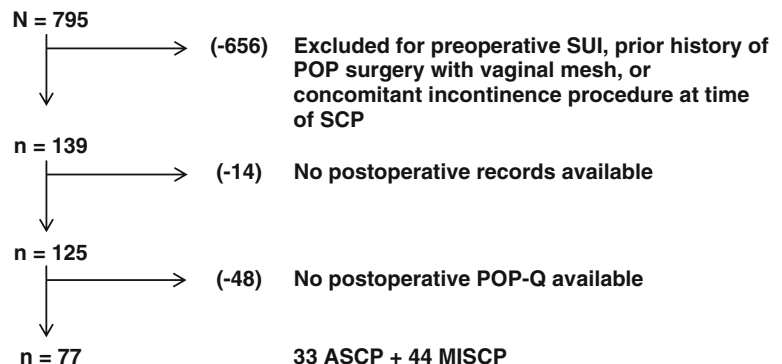 N = 795
(-656) Excluded for preoperative SUI, prior history of
POP surgery with vaginal mesh, or
concomitant incontinence procedure at time
of SCP
n = 139
(-14) No postoperative records available
n = 125
(-48) No postoperative POP-Q available
n = 77 33 ASCP + 44 MISCP